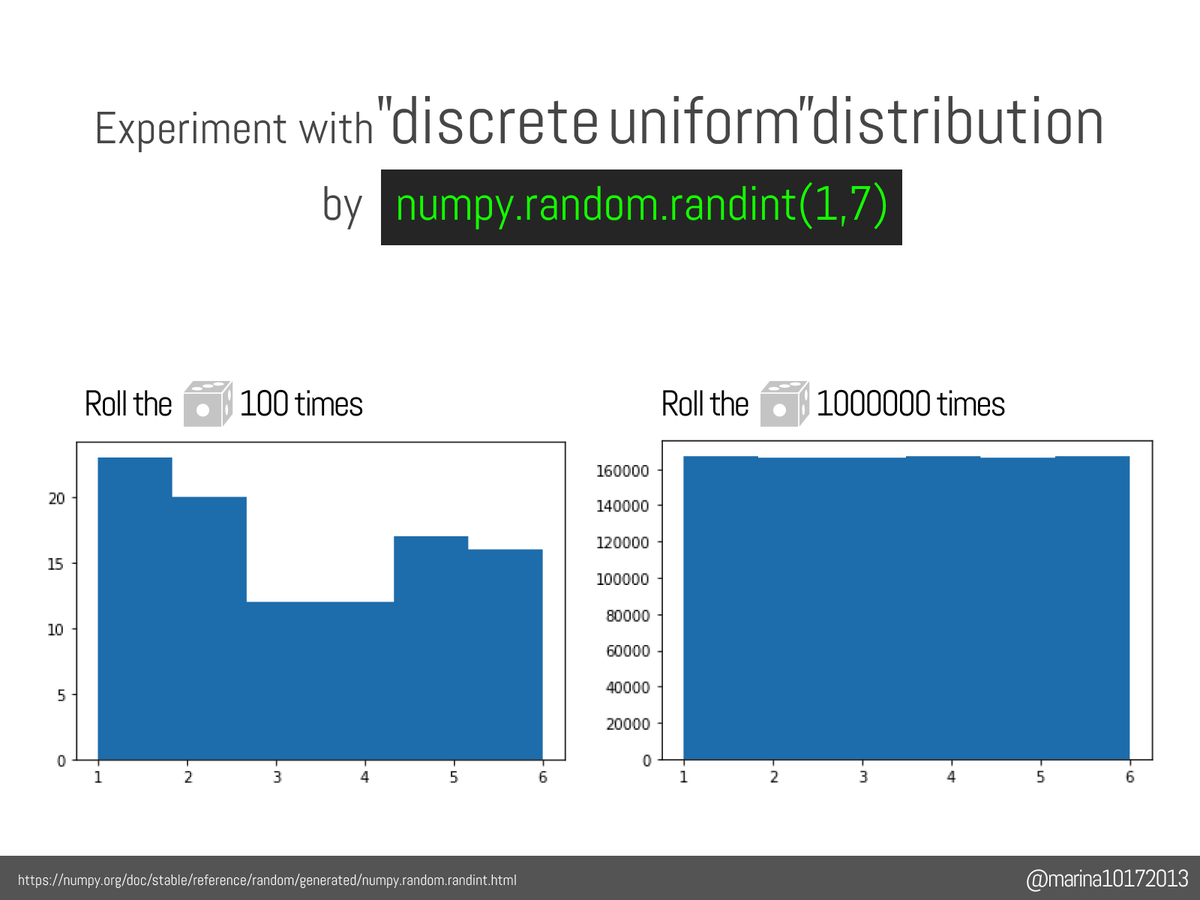 Experiment with "discrete uniform" distribution
by numpy.random.randint(1,7)
Roll the 100 times
20
15
10
5
0
1 2 3 4 5 6
Roll the 1000000 times
160000
140000
120000
100000
80000
60000
40000
20000
0
1 2 3 4 5 6
https://numpy.org/doc/stable/reference/random/generated/numpy.random.randint.html
@marina10172013